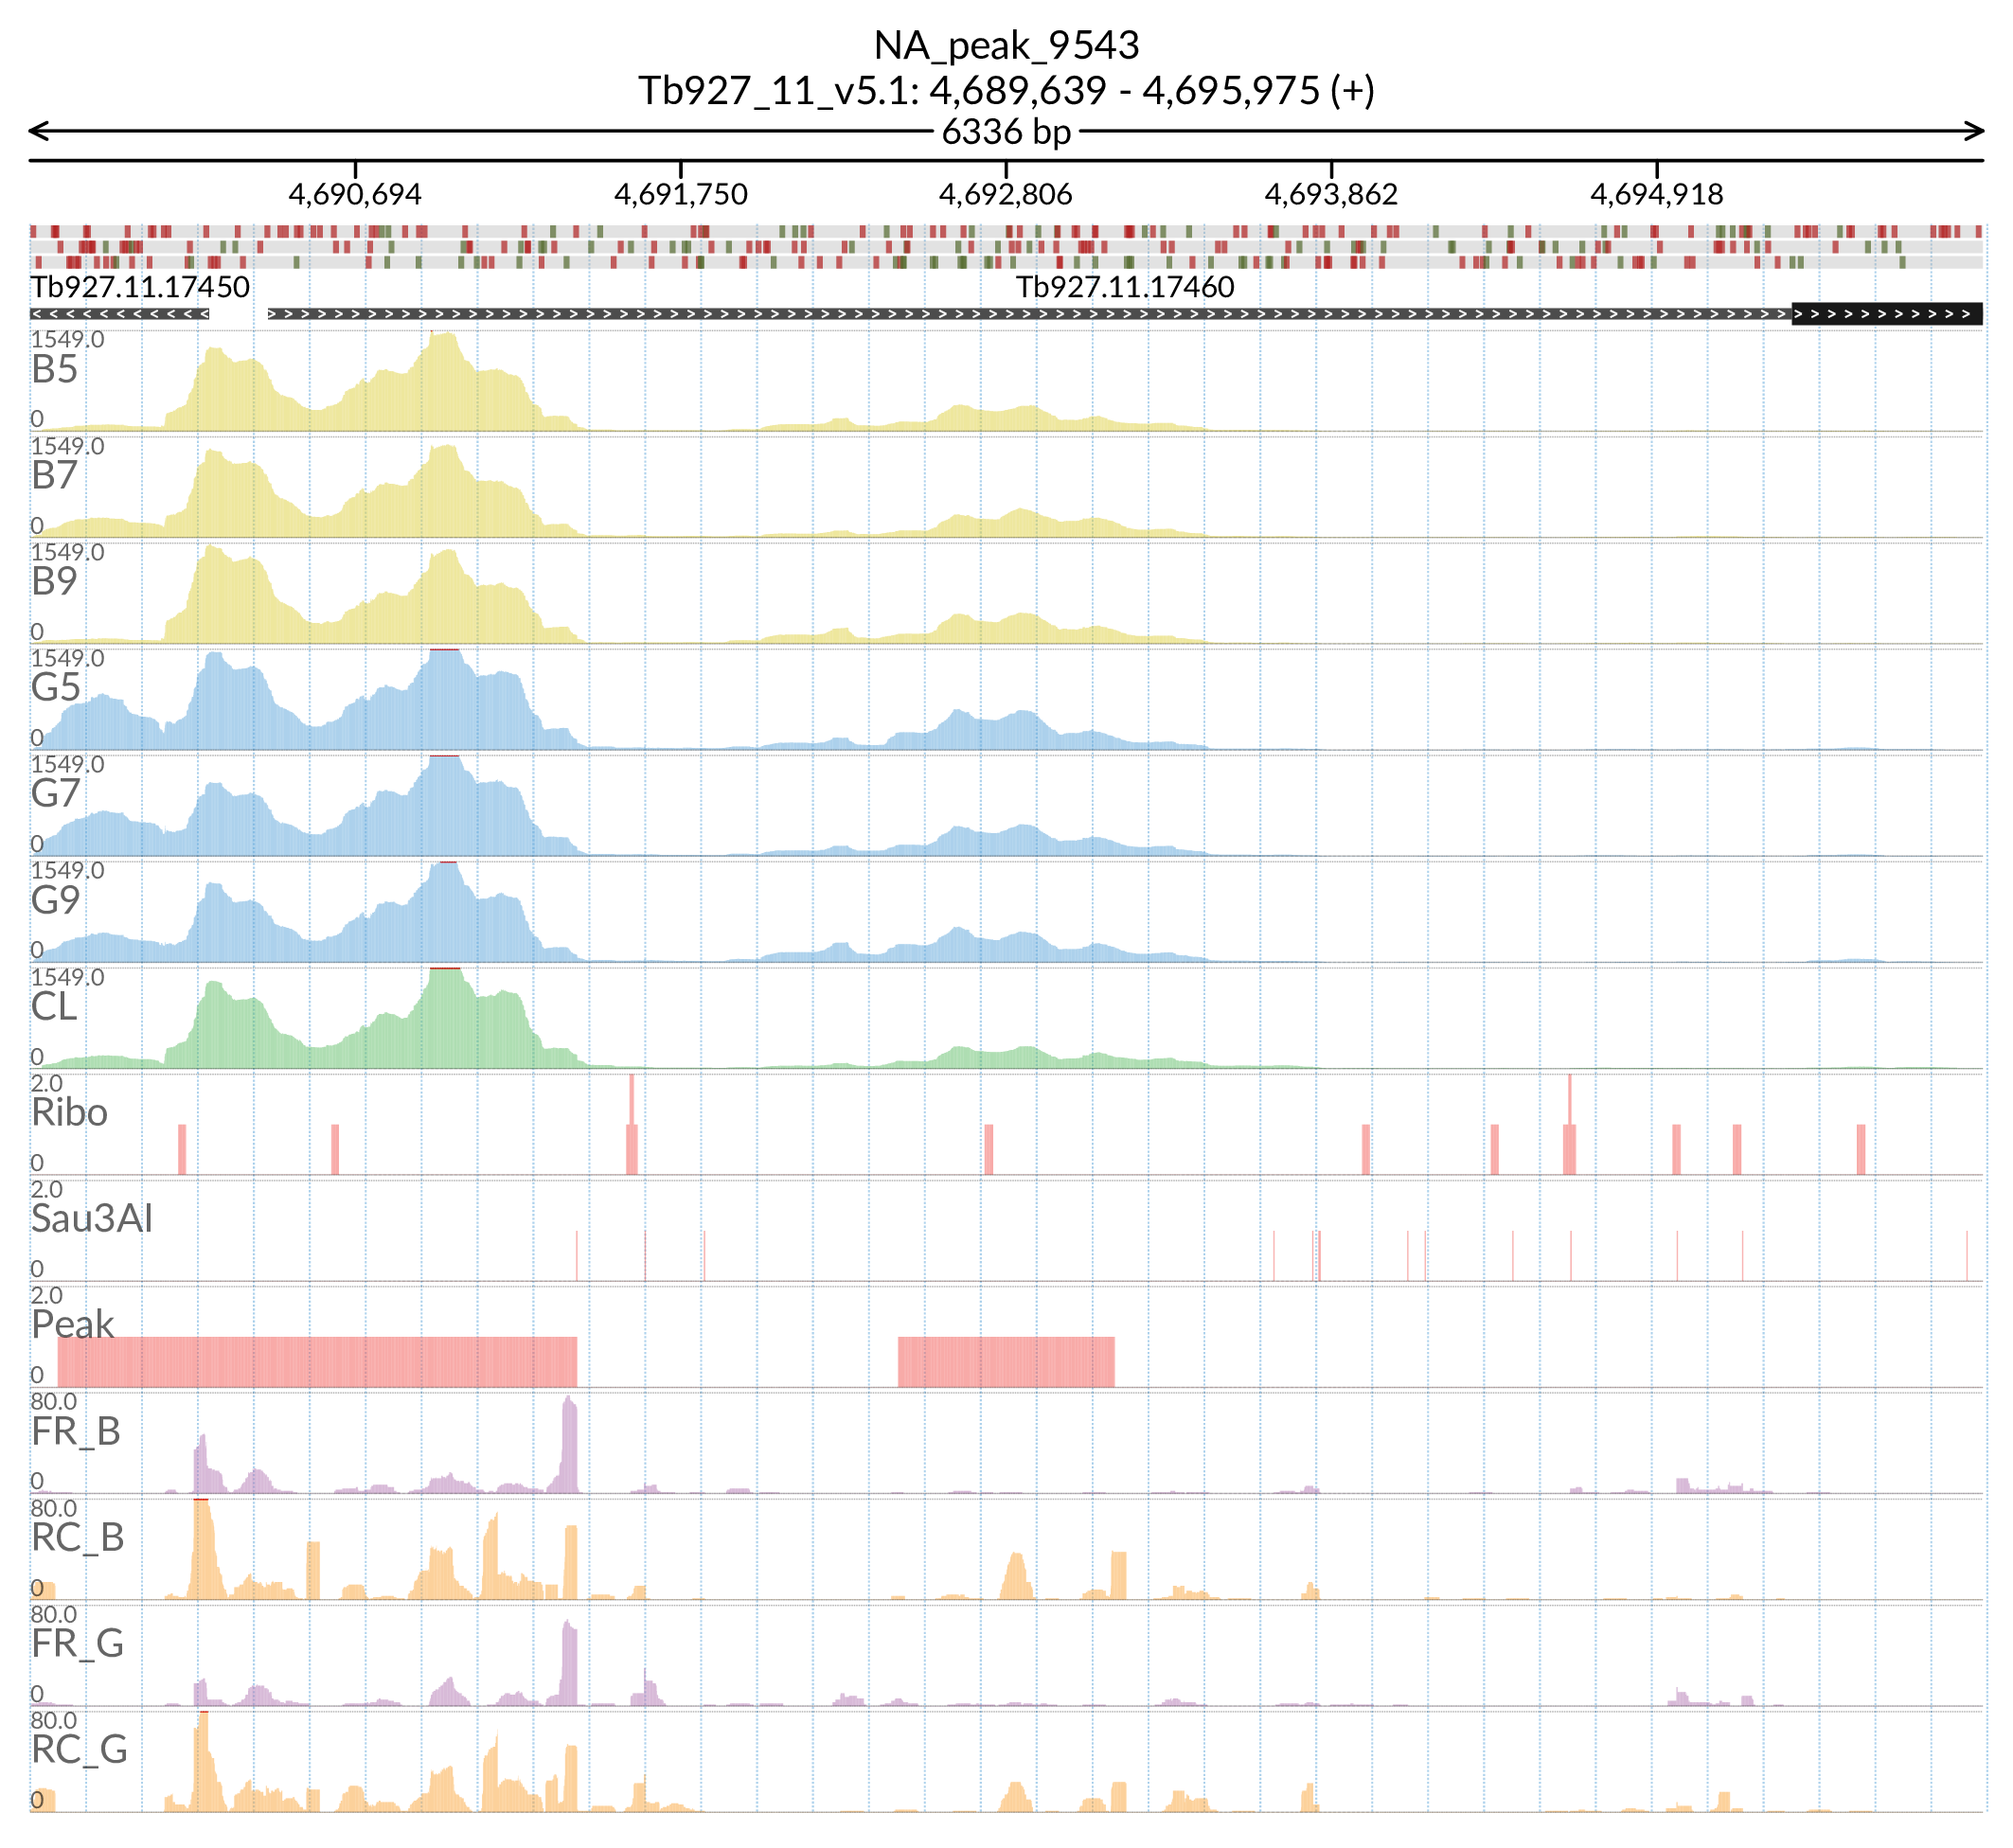 NA_peak_9543
Tb927_11_v5.1: 4,689,639 - 4,695,975 (+)
6336 bp
4,690,694 4,691,750 4,692,806 4,693,862 4,694,918
Tb927.11.17450 Tb927.11.17460
1549.0
B5
0
1549.0
B7
0
1549.0
B9
0
1549.0
G5
0
1549.0
G7
0
1549.0
G9
0
1549.0
CL
0
2.0
Ribo
0
2.0
Sau3AI
0
2.0
Peak
0
80.0
FR_B
0
80.0
RC_B
0
80.0
FR_G
0
80.0
RC_G
0